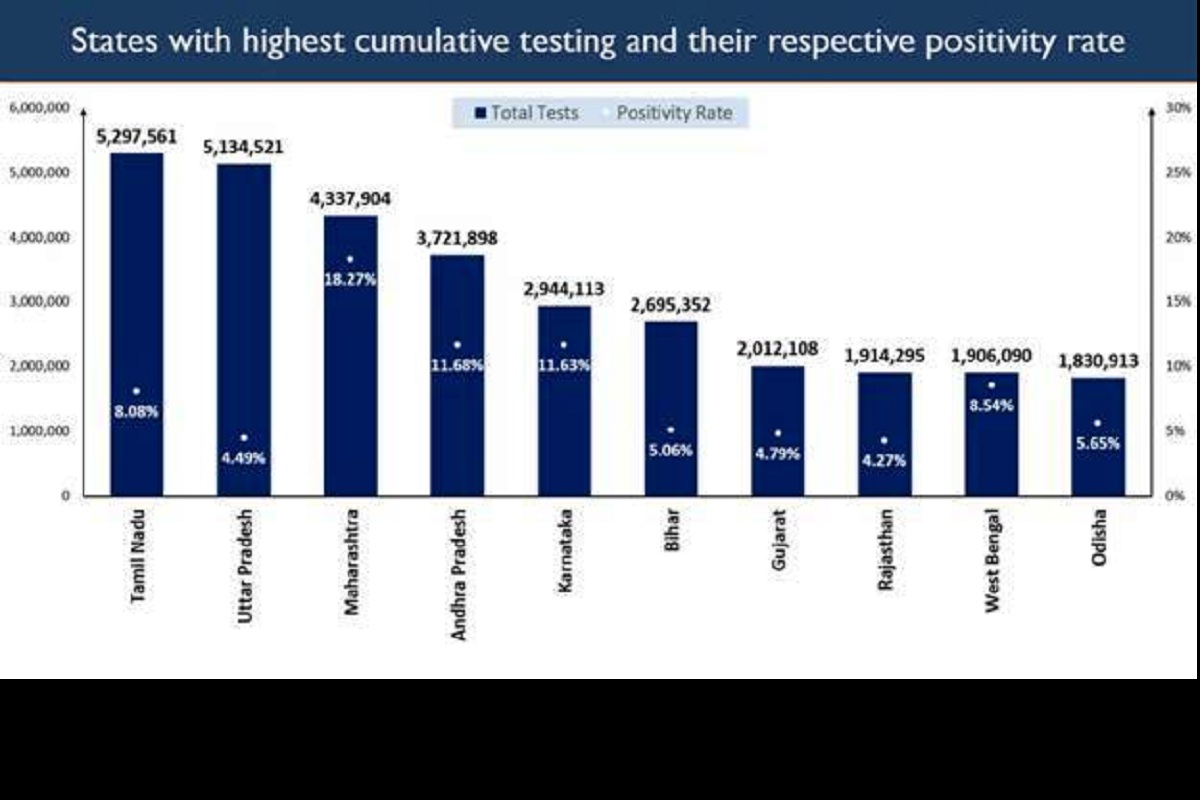 States with highest cumulative testing and their respective positivity rate
Total Tests Positivity Rate
6,000,000
5,000,000
4,000,000
3,000,000
2,000,000
1,000,000
0
30%
25%
20%
15%
10%
5%
0%
5,297,561
5,134,521
4,337,904
3,721,898
2,944,113
2,695,352
2,012,108
1,914,295
1,906,090
1,830,913
8.08%
4.49%
18.27%
11.68%
11.63%
5.06%
4.79%
4.27%
8.54%
5.65%
Tamil Nadu
Uttar Pradesh
Maharashtra
Andhra Pradesh
Karnataka
Bihar
Gujarat
Rajasthan
West Bengal
Odisha